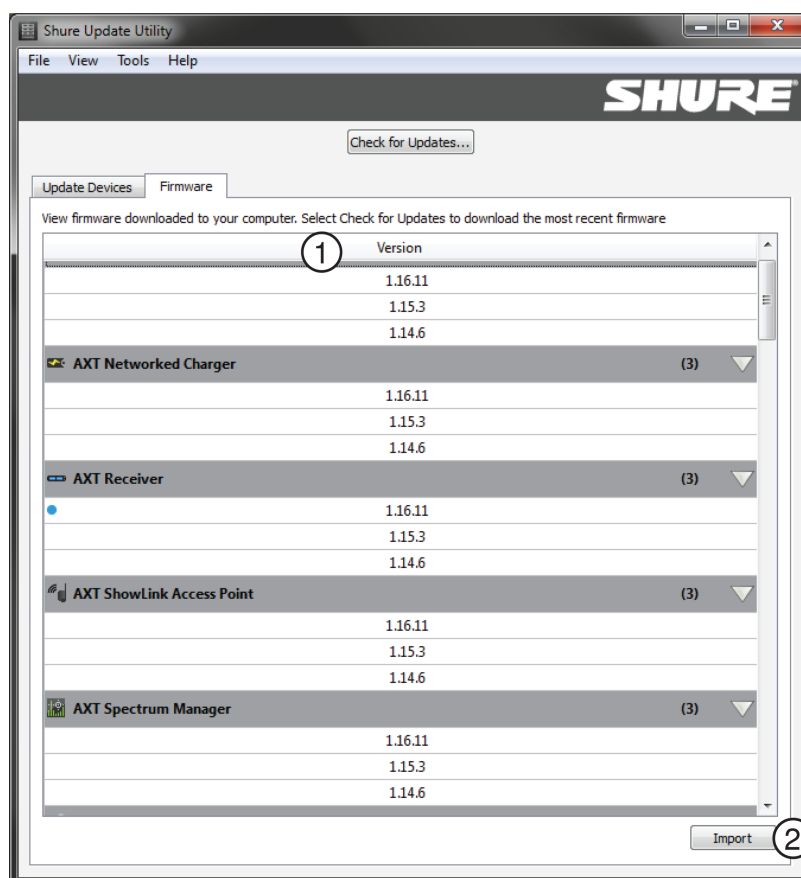 Shure Update Utility
File View Tools Help
SHURE
Check for Updates...
Update Devices Firmware
View firmware downloaded to your computer. Select Check for Updates to download the most recent firmware
1 Version
1.16.11
1.15.3
1.14.6
AXT Networked Charger (3)
1.16.11
1.15.3
1.14.6
AXT Receiver (3)
1.16.11
1.15.3
1.14.6
AXT ShowLink Access Point (3)
1.16.11
1.15.3
1.14.6
AXT Spectrum Manager (3)
1.16.11
1.15.3
1.14.6
Import 2